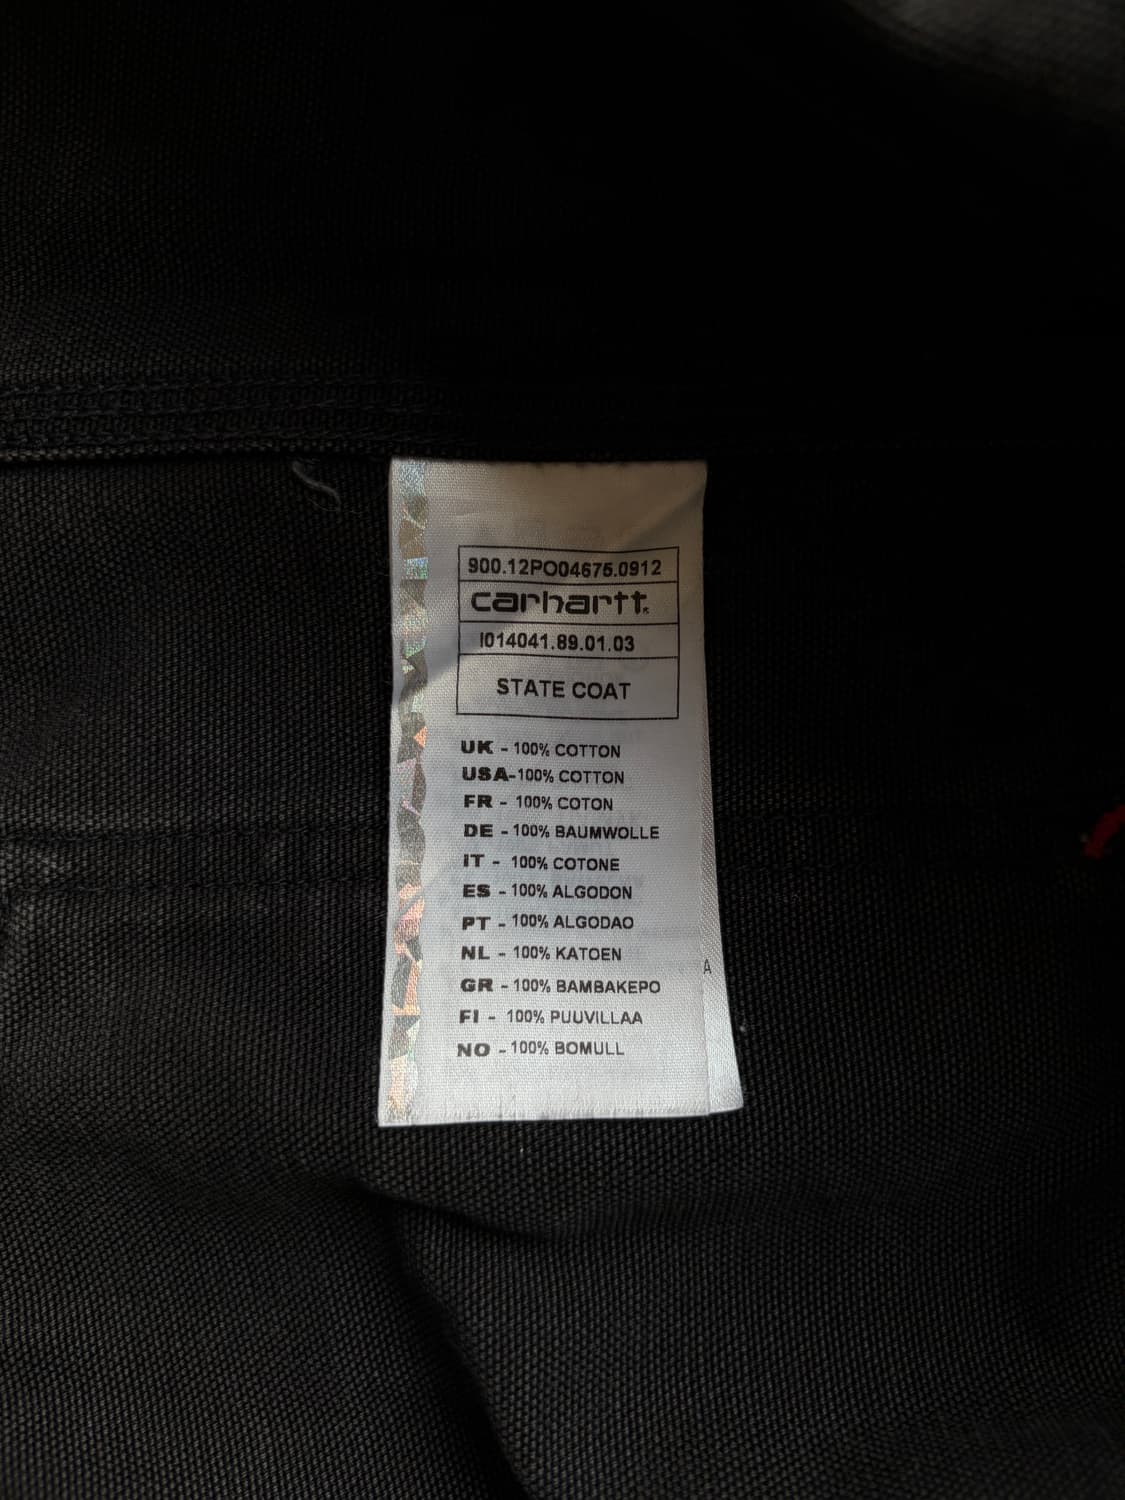 900.12PO04675.0912
carhartt.
I014041.89.01.03
STATE COAT
UK - 100% COTTON
USA-100% COTTON
FR - 100% COTON
DE - 100% BAUMWOLLE
IT - 100% COTONE
ES - 100% ALGODON
PT - 100% ALGODAO
NL - 100% KATOEN
GR - 100% BAMBAKEPO
FI - 100% PUUVILLAA
NO - 100% BOMULL
A